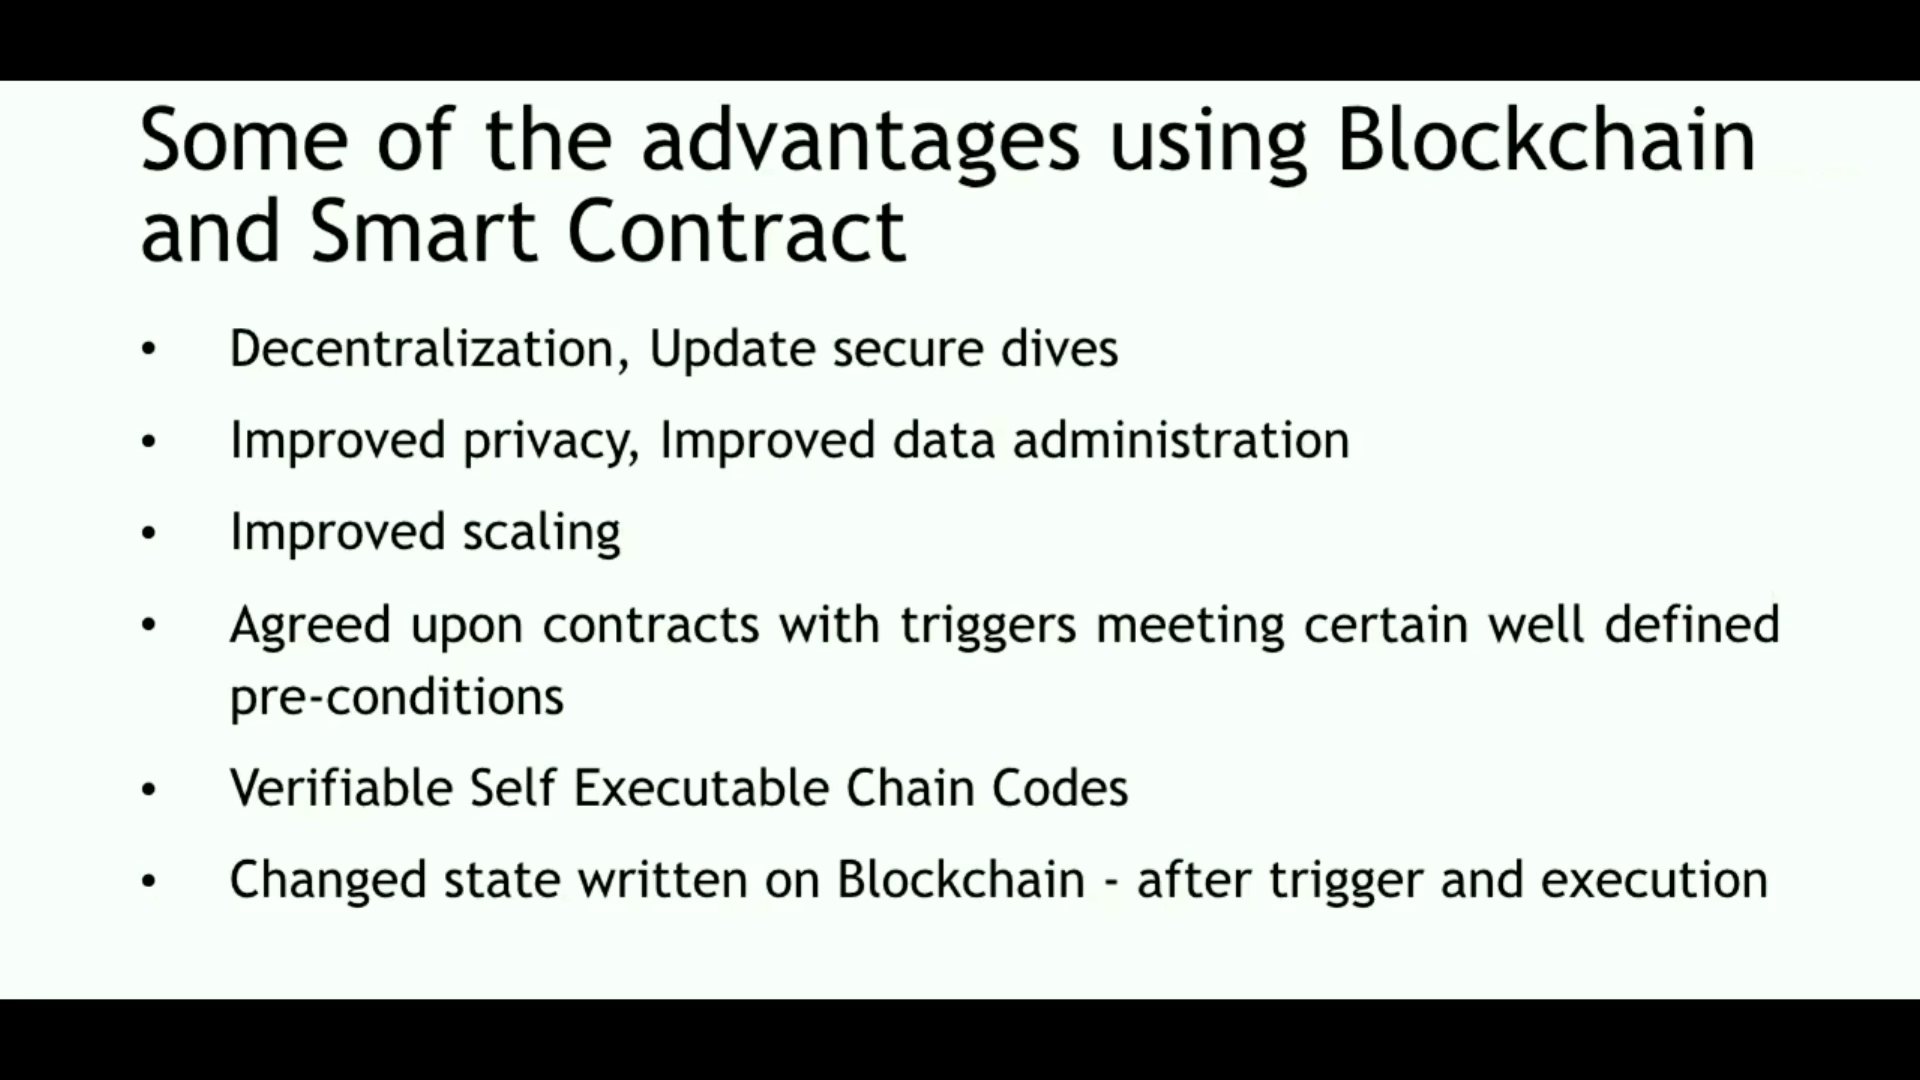 Some of the advantages using Blockchain
and Smart Contract
• Decentralization, Update secure dives
• Improved privacy, Improved data administration
• Improved scaling
• Agreed upon contracts with triggers meeting certain well defined
pre-conditions
• Verifiable Self Executable Chain Codes
• Changed state written on Blockchain - after trigger and execution